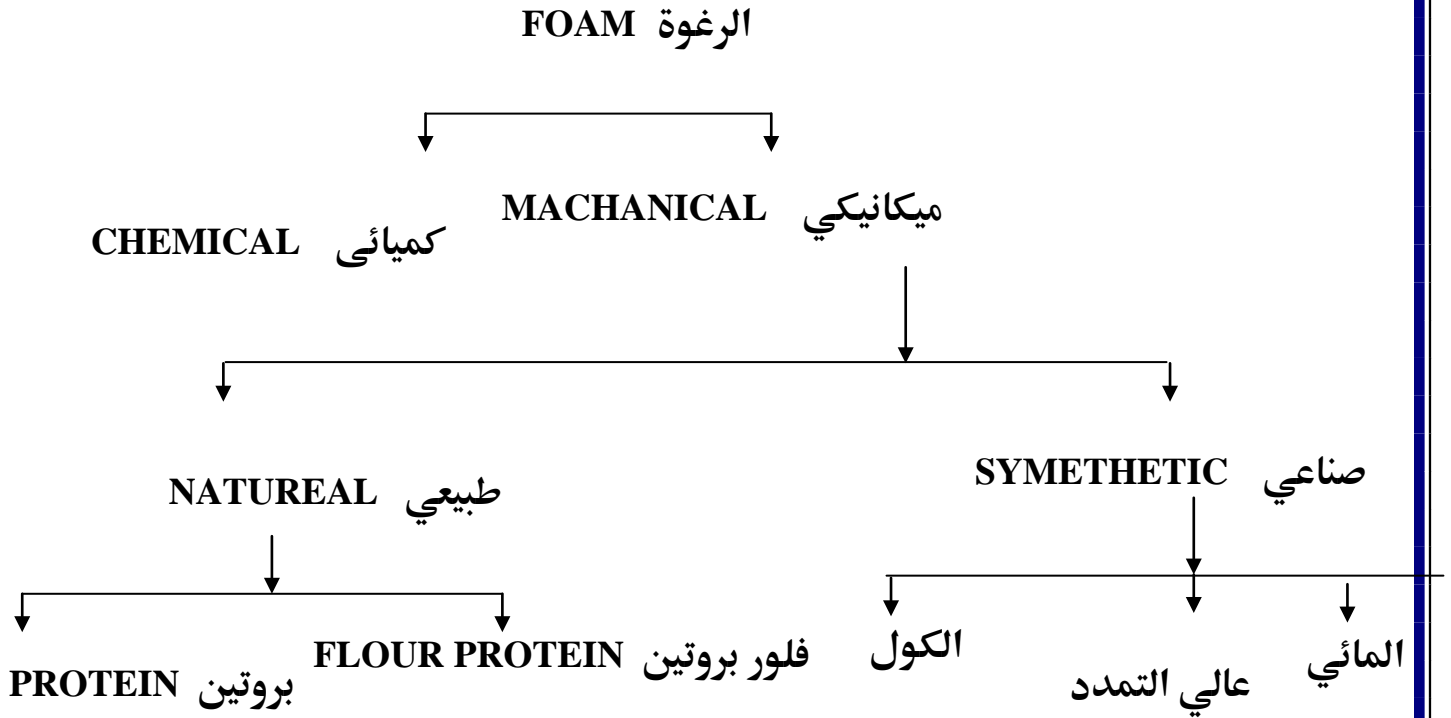 الرغوة FOAM
ميكانيكي MACHANICAL
كميائى CHEMICAL
صناعي SYMETHETIC
طبيعي NATUREAL
المائي
عالي التمدد
الكول
فلور بروتين FLOUR PROTEIN
بروتين PROTEIN